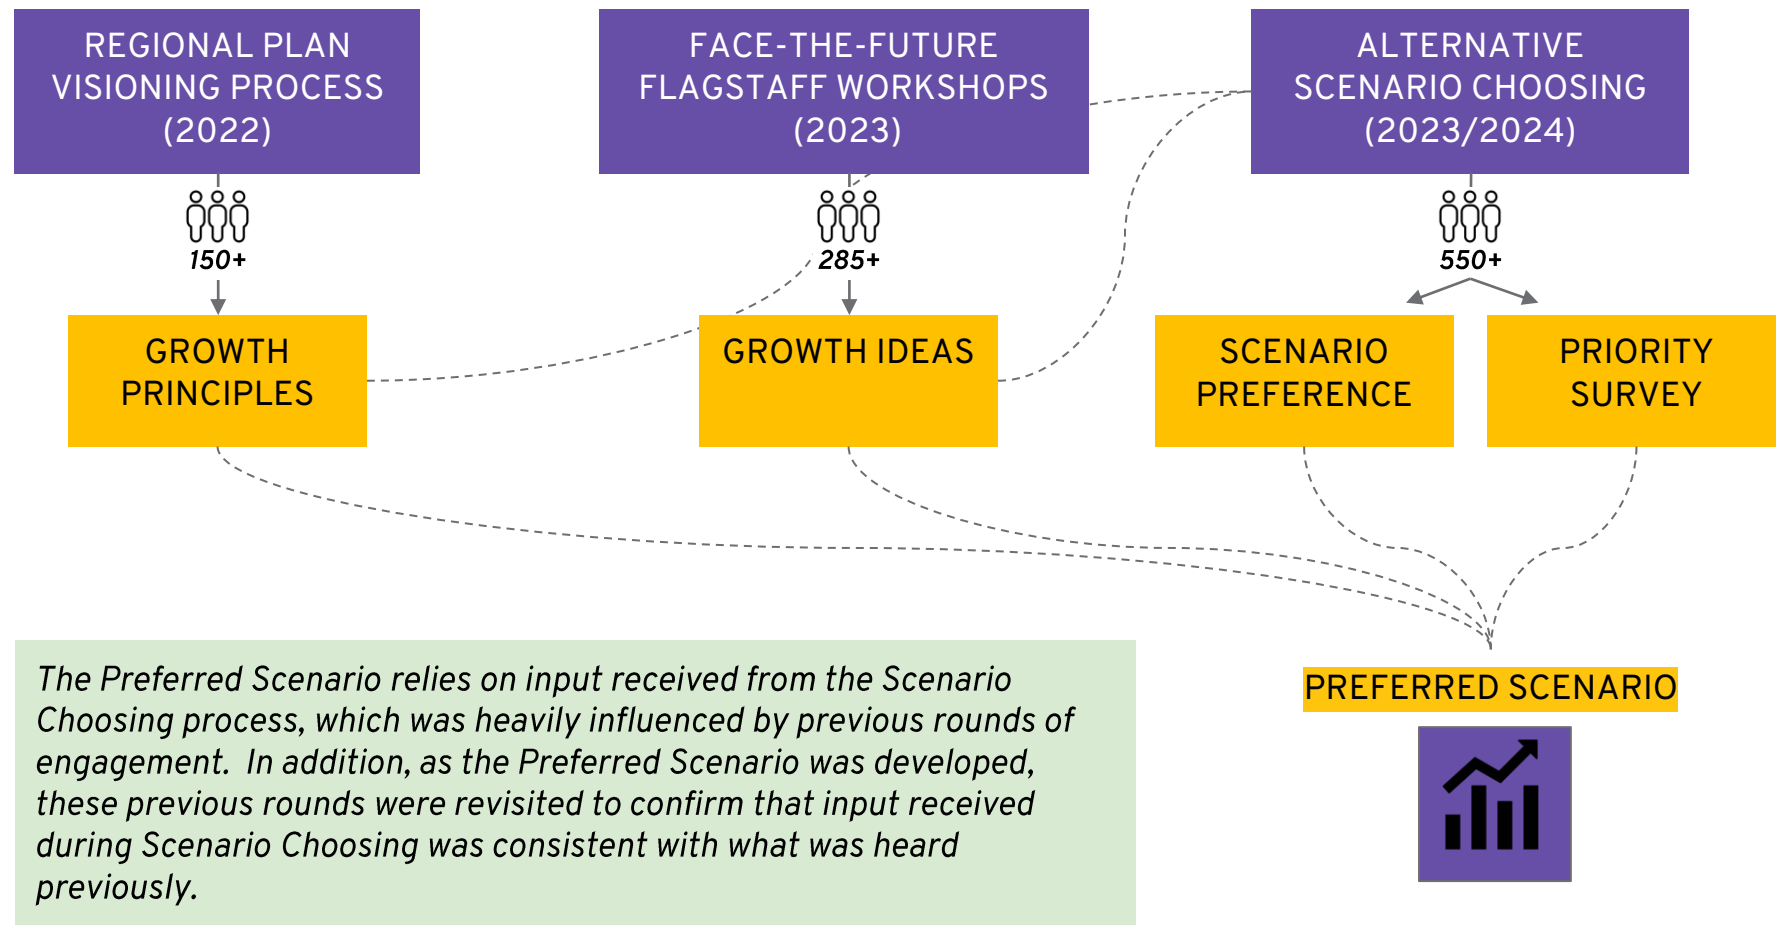 REGIONAL PLAN
VISIONING PROCESS
(2022)
FACE-THE-FUTURE
FLAGSTAFF WORKSHOPS
(2023)
ALTERNATIVE
SCENARIO CHOOSING
(2023/2024)
150+
285+
550+
GROWTH
PRINCIPLES
GROWTH IDEAS
SCENARIO
PREFERENCE
PRIORITY
SURVEY
The Preferred Scenario relies on input received from the Scenario
Choosing process, which was heavily influenced by previous rounds of
engagement.  In addition, as the Preferred Scenario was developed,
these previous rounds were revisited to confirm that input received
during Scenario Choosing was consistent with what was heard
previously.
PREFERRED SCENARIO